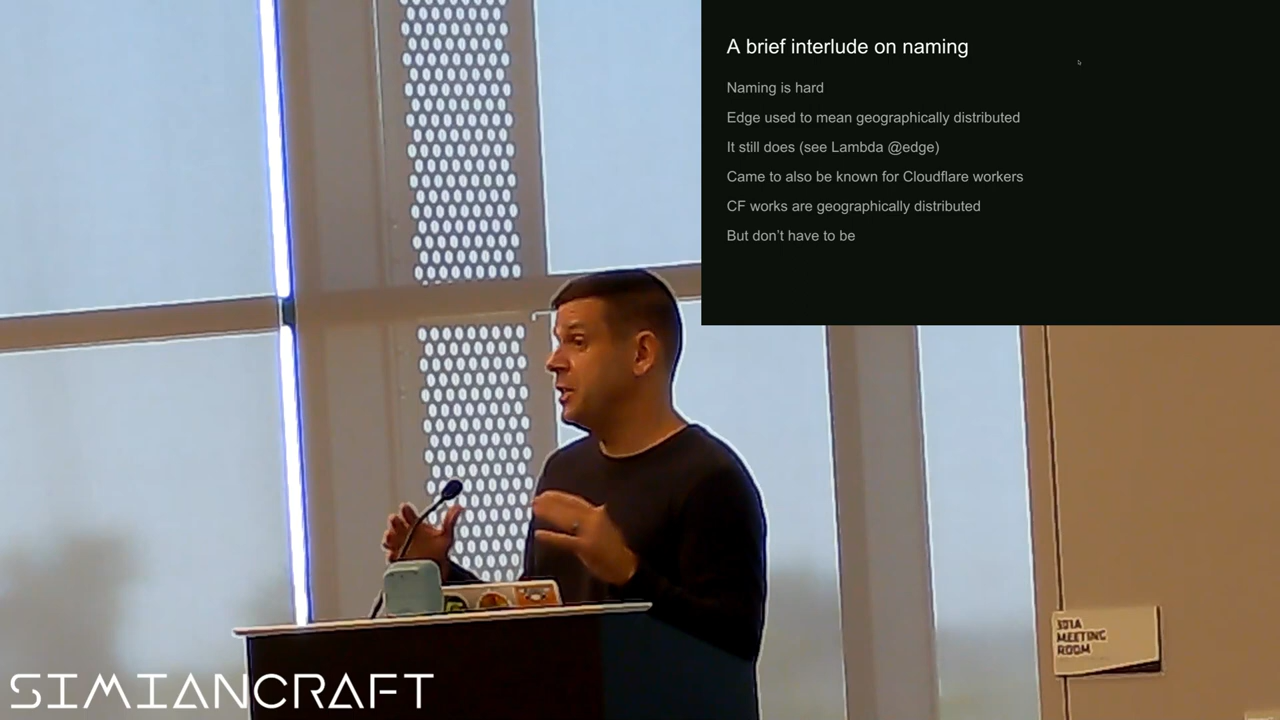 A brief interlude on naming
Naming is hard
Edge used to mean geographically distributed
It still does (see Lambda @edge)
Came to also be known for Cloudflare workers
CF works are geographically distributed
But don't have to be
301A
MEETING
ROOM
SIMIANCRAFT